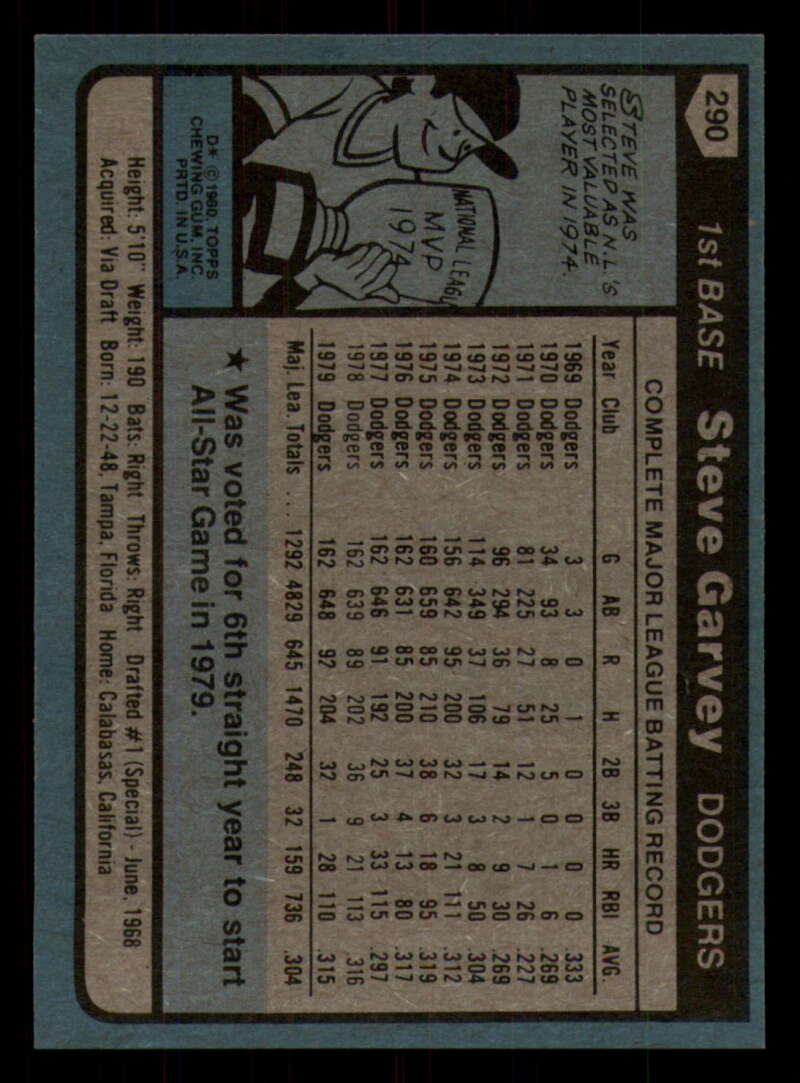 290 1st BASE Steve Garvey DODGERS
STEVE WAS
SELECTED AS N.L.'S
MOST VALUABLE
PLAYER IN 1974.
NATIONAL LEAGU
MVP
1974
D* © 1980, TOPPS
CHEWING GUM, INC.
PRTD. IN U.S.A.
COMPLETE MAJOR LEAGUE BATTING RECORD
Year Club G AB R H 2B 3B HR RBI AVG.
1969 Dodgers 3 3 0 1 0 0 0 0 .333
1970 Dodgers 34 93 8 25 5 0 1 6 .269
1971 Dodgers 81 225 27 51 12 1 7 26 .227
1972 Dodgers 96 294 36 79 14 2 9 30 .269
1973 Dodgers 114 349 37 106 17 3 8 50 .304
1974 Dodgers 156 642 95 200 32 3 21 111 .312
1975 Dodgers 160 659 85 210 38 6 18 95 .319
1976 Dodgers 162 631 85 200 37 4 13 80 .317
1977 Dodgers 162 646 91 192 25 3 33 115 .297
1978 Dodgers 162 639 89 202 36 9 21 113 .316
1979 Dodgers 162 648 92 204 32 1 28 110 .315
Maj. Lea. Totals .... 1292 4829 645 1470 248 32 159 736 .304
★ Was voted for 6th straight year to start
All-Star Game in 1979.
Height: 5'10" Weight: 190 Bats: Right Throws: Right Drafted #1 (Special) - June, 1968
Acquired: Via Draft Born: 12-22-48, Tampa, Florida Home: Calabasas, California